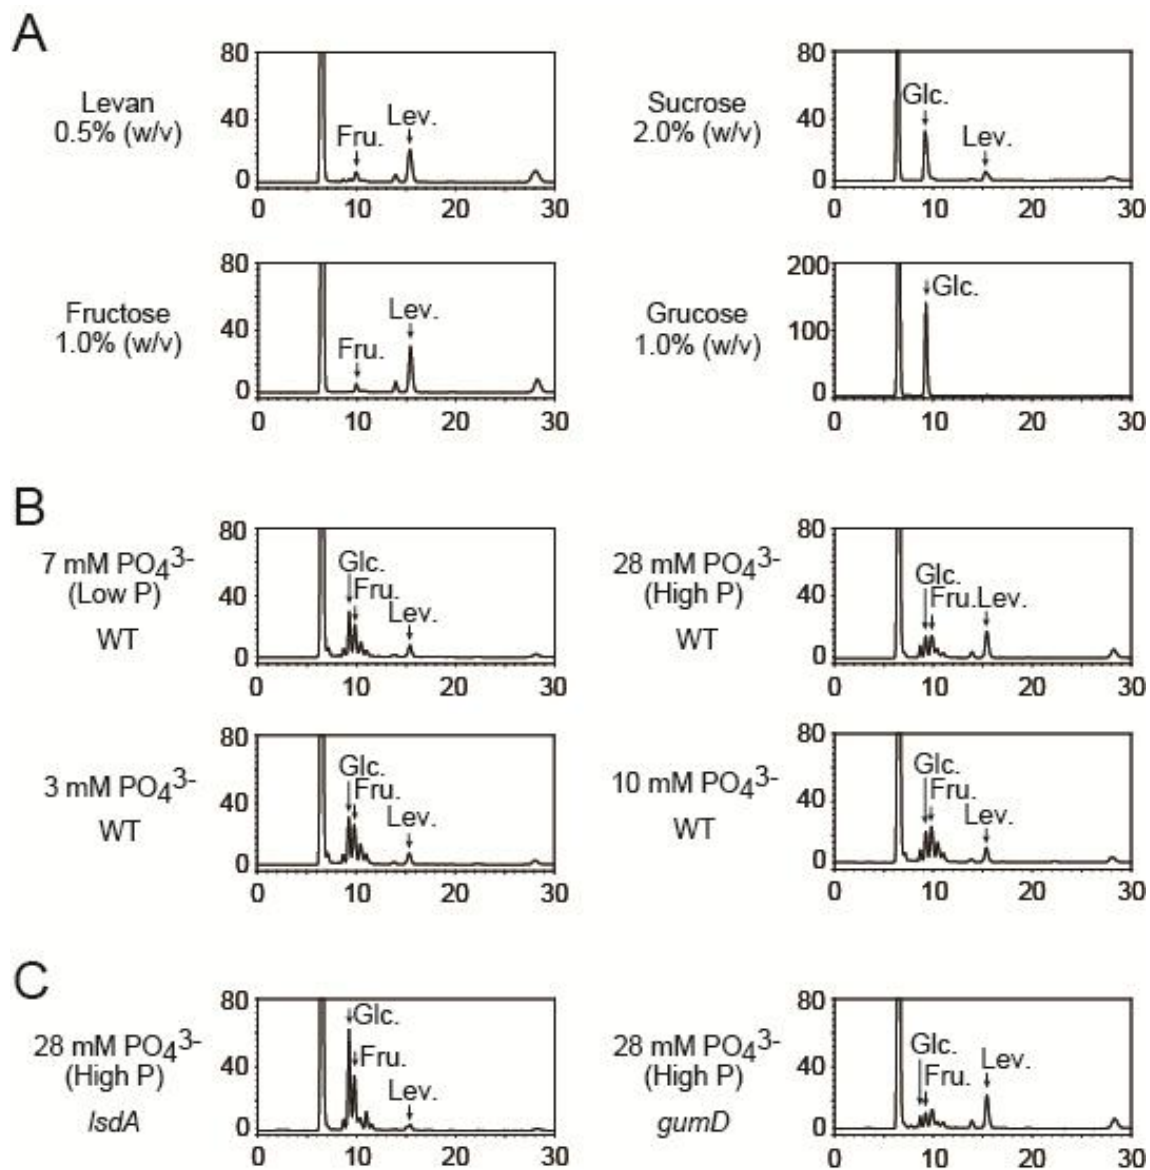 A
Levan
0.5% (w/v)
80
40
0
Fru.
Lev.
0 10 20 30
Sucrose
2.0% (w/v)
80
40
0
Glc.
Lev.
0 10 20 30
Fructose
1.0% (w/v)
80
40
0
Fru.
Lev.
0 10 20 30
Grucose
1.0% (w/v)
200
100
0
Glc.
0 10 20 30
B
7 mM PO₄³⁻
(Low P)
WT
80
40
0
Glc.
Fru.
Lev.
0 10 20 30
28 mM PO₄³⁻
(High P)
WT
80
40
0
Glc.
Fru. Lev.
0 10 20 30
3 mM PO₄³⁻
WT
80
40
0
Glc.
Fru.
Lev.
0 10 20 30
10 mM PO₄³⁻
WT
80
40
0
Glc.
Fru.
Lev.
0 10 20 30
C
28 mM PO₄³⁻
(High P)
lsdA
80
40
0
Glc.
Fru.
Lev.
0 10 20 30
28 mM PO₄³⁻
(High P)
gumD
80
40
0
Glc.
Fru.
Lev.
0 10 20 30